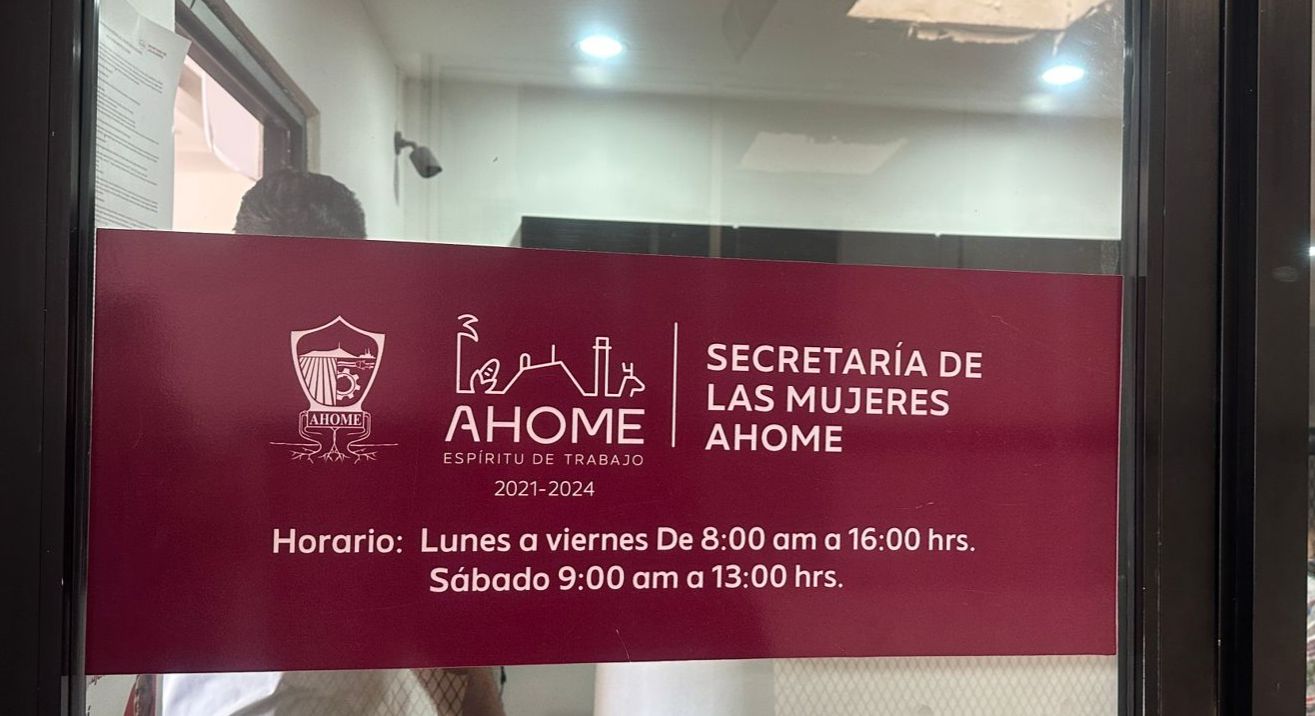 AHOME
AHOME
ESPÍRITU DE TRABAJO
2021-2024
SECRETARÍA DE
LAS MUJERES
AHOME
Horario: Lunes a viernes De 8:00 am a 16:00 hrs.
Sábado 9:00 am a 13:00 hrs.